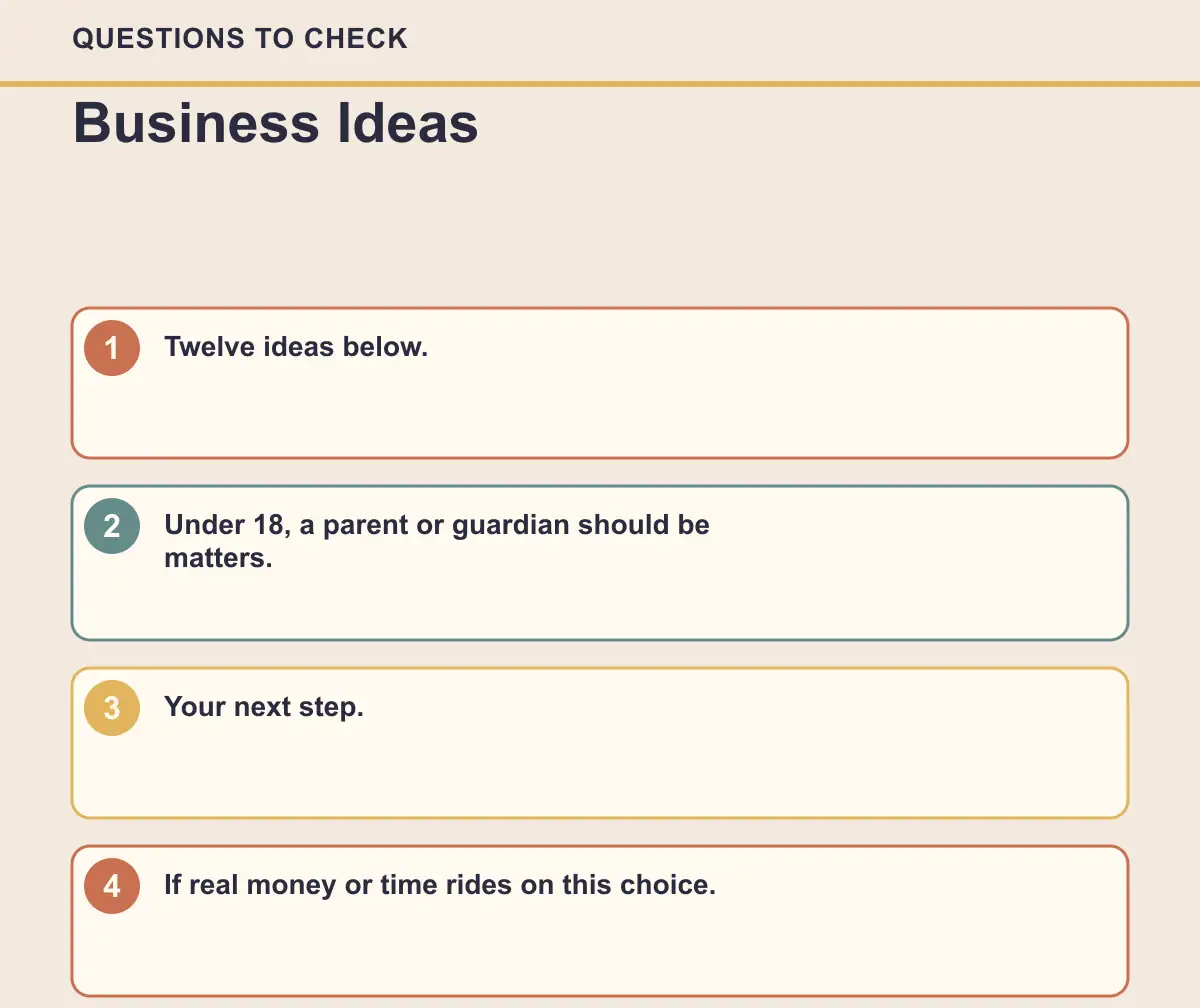 QUESTIONS TO CHECK
Business Ideas
1 Twelve ideas below.
2 Under 18, a parent or guardian should be
matters.
3 Your next step.
4 If real money or time rides on this choice.